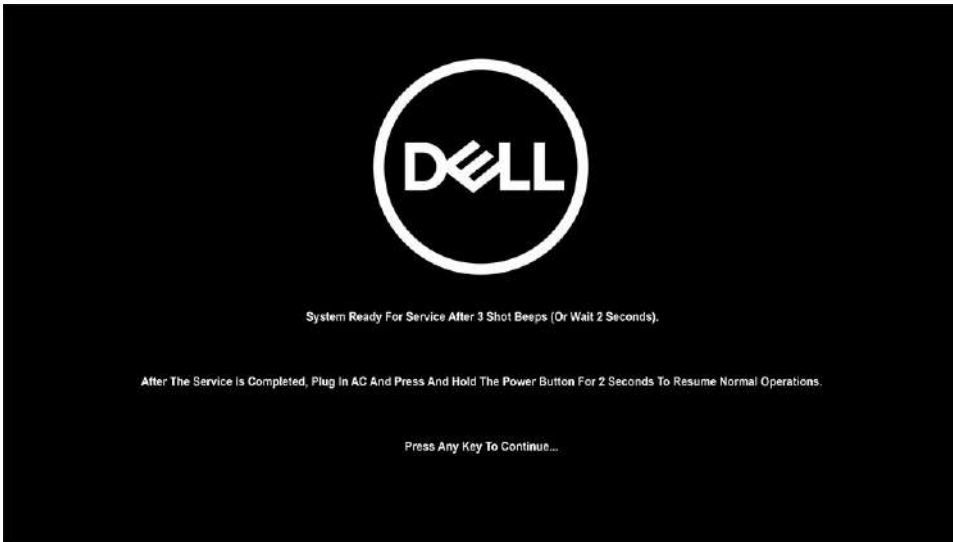 DELL
System Ready For Service After 3 Shot Beeps (Or Wait 2 Seconds).
After The Service Is Completed, Plug In AC And Press And Hold The Power Button For 2 Seconds To Resume Normal Operations.
Press Any Key To Continue...